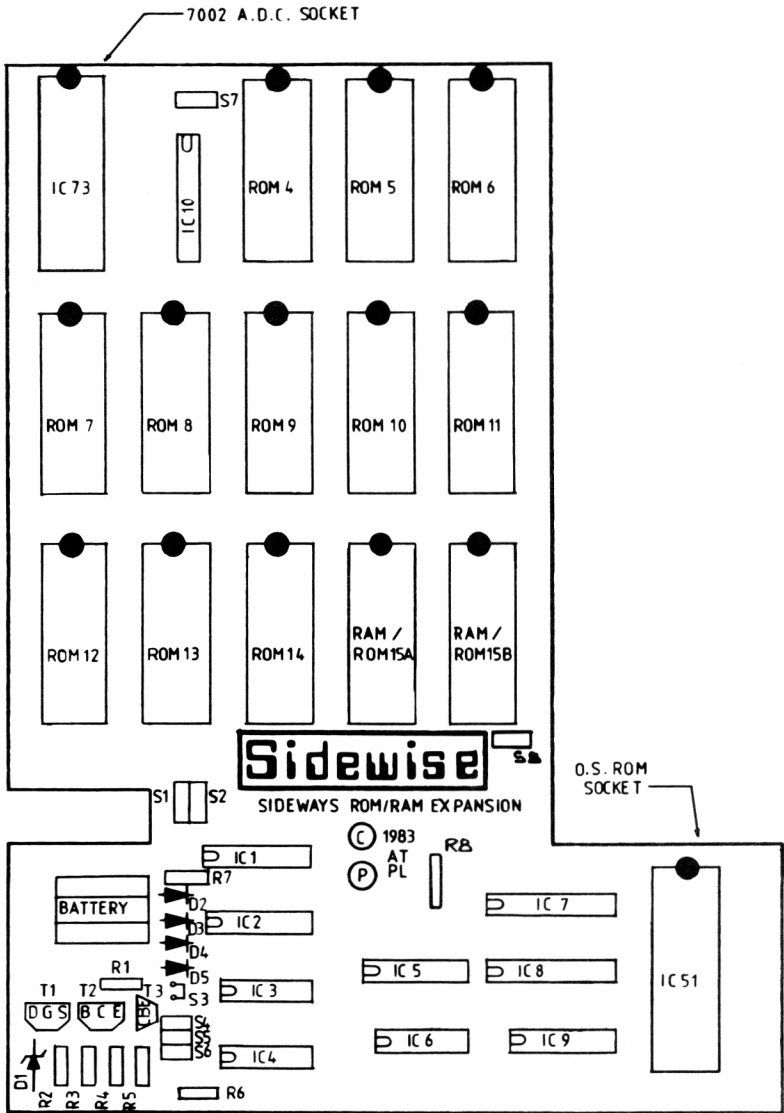 7002 A.D.C. SOCKET
S7
IC 73
IC 10
ROM 4
ROM 5
ROM 6
ROM 7
ROM 8
ROM 9
ROM 10
ROM 11
ROM 12
ROM 13
ROM 14
RAM /
ROM15A
RAM /
ROM15B
Sidewise
S8
O.S. ROM
SOCKET
S1
S2
SIDEWAYS ROM/RAM EXPANSION
C 1983
P
AT
PL
R8
IC 1
R7
BATTERY
D2
D3
D4
D5
IC 2
IC 7
R1
S3
IC 3
IC 5
IC 8
IC 51
T1
T2
T3
D G S
B C E
CBE
S4
S5
S6
IC4
IC 6
IC 9
D1
R2
R3
R4
R5
R6